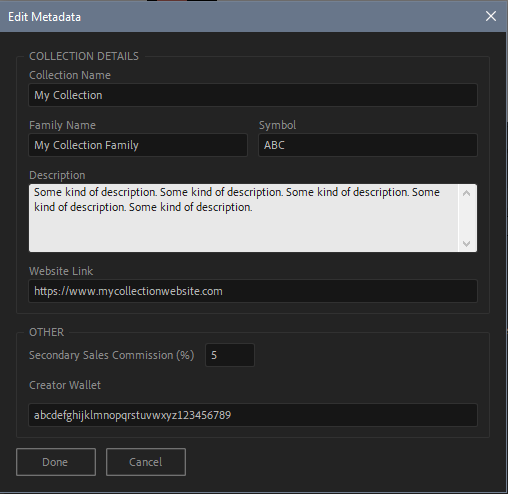 Edit Metadata
COLLECTION DETAILS
Collection Name
My Collection
Family Name
Symbol
My Collection Family
ABC
Description
Some kind of description. Some kind of description. Some kind of description. Some
kind of description. Some kind of description.
Website Link
https://www.mycollectionwebsite.com
OTHER
Secondary Sales Commission (%)
5
Creator Wallet
abcdefghijklmnopqrstuvwxyz123456789
Done
Cancel